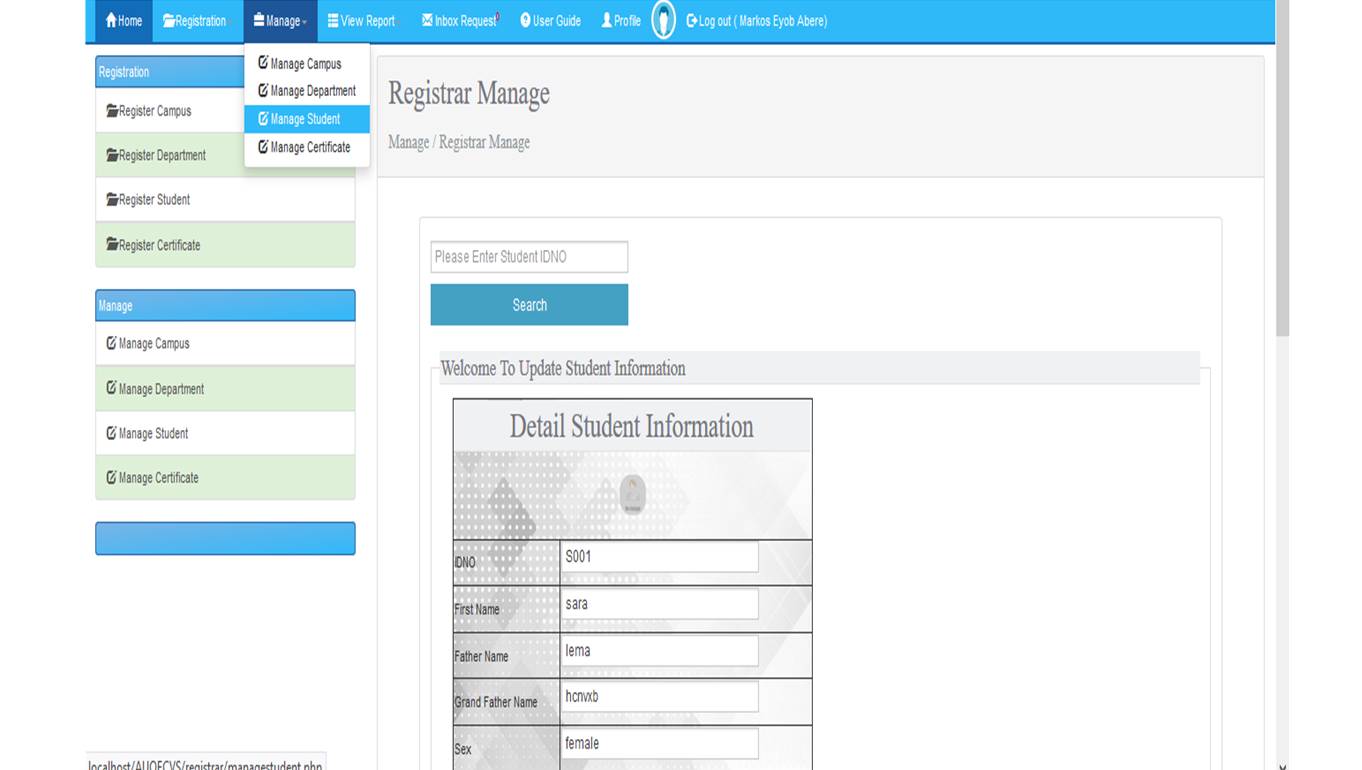 Home Registration Manage View Report Inbox Request User Guide Profile Log out ( Markos Eyob Abere)
Manage Campus
Manage Department
Manage Student
Manage Certificate
Registration
Register Campus
Register Department
Register Student
Register Certificate
Manage
Manage Campus
Manage Department
Manage Student
Manage Certificate
Registrar Manage
Manage / Registrar Manage
Please Enter Student IDNO
Search
Welcome To Update Student Information
Detail Student Information
IDNO S001
First Name sara
Father Name lema
Grand Father Name hcnvxb
Sex female
localhost/AUOECVS/registrar/managestudent.php